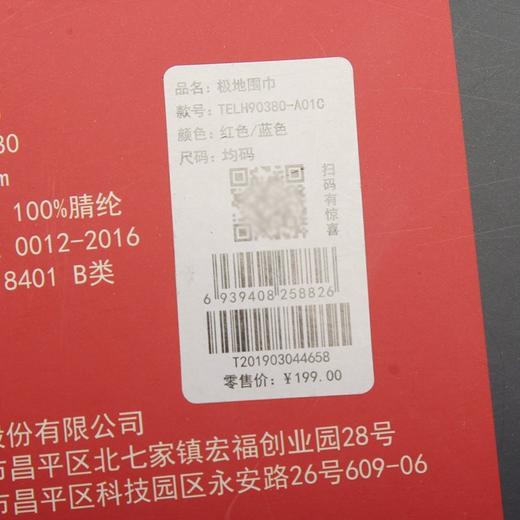 品名：极地围巾
款号：TELH90380-A01C
颜色：红色/蓝色
尺码：均码
扫码有惊喜
6 939408 258826
T201903044658
零售价：￥199.00
80
m
100%腈纶
0012-2016
8401 B类
股份有限公司
市昌平区北七家镇宏福创业园28号
市昌平区科技园区永安路26号609-06